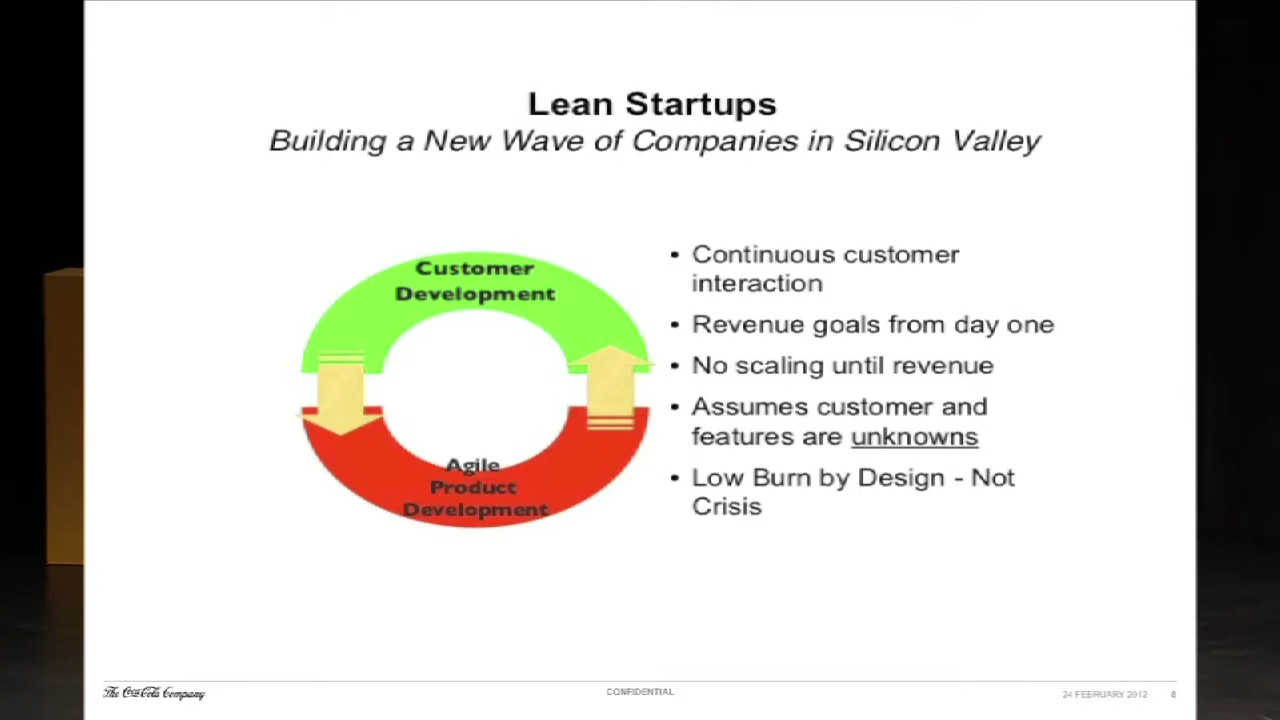 Lean Startups
Building a New Wave of Companies in Silicon Valley
Customer
Development
Agile
Product
Development
• Continuous customer
interaction
• Revenue goals from day one
• No scaling until revenue
• Assumes customer and
features are unknowns
• Low Burn by Design - Not
Crisis
The Coca-Cola Company
CONFIDENTIAL
24 FEBRUARY 2012
8